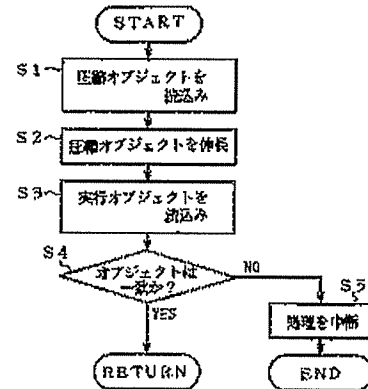 START
S1
圧縮オブジェクトを
読込み
S2
圧縮オブジェクトを伸長
S3
実行オブジェクトを
読込み
S4
オブジェクトは
一致か?
NO
YES
S5
処理を中断
RETURN
END